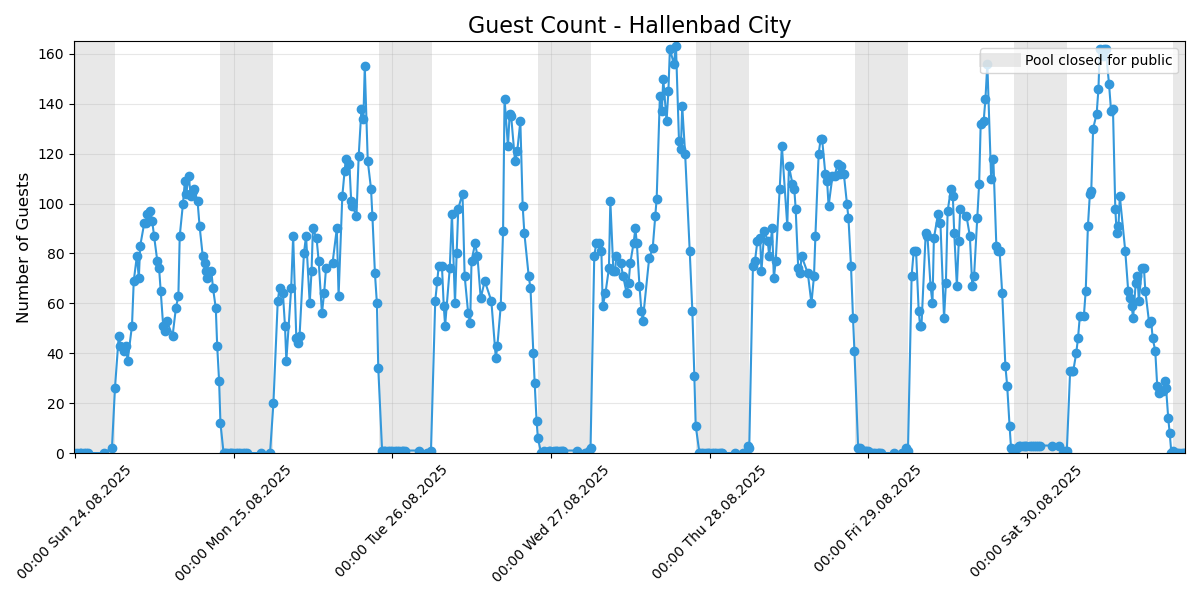 Guest Count - Hallenbad City
Pool closed for public
Number of Guests
160
140
120
100
80
60
40
20
0
00:00 Sun 24.08.2025
00:00 Mon 25.08.2025
00:00 Tue 26.08.2025
00:00 Wed 27.08.2025
00:00 Thu 28.08.2025
00:00 Fri 29.08.2025
00:00 Sat 30.08.2025